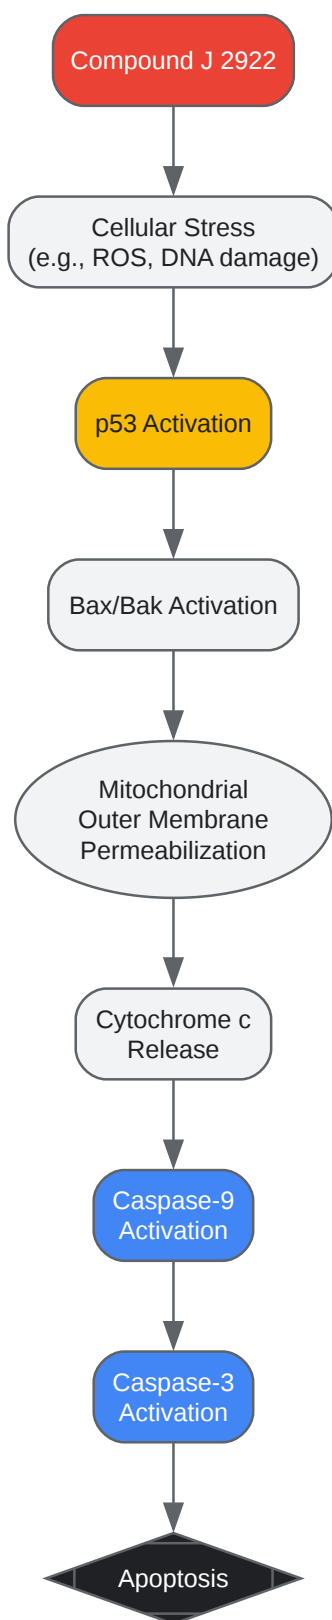 Compound J 2922
Cellular Stress
(e.g., ROS, DNA damage)
p53 Activation
Bax/Bak Activation
Mitochondrial
Outer Membrane
Permeabilization
Cytochrome c
Release
Caspase-9
Activation
Caspase-3
Activation
Apoptosis